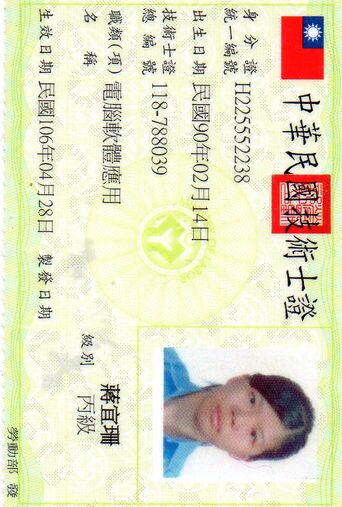 中華民國技術士證
身分證
統一編號 H225552238
出生日期 民國90年02月14日
技術士證
總編號 118-788039
職類(項)
名稱 電腦軟體應用
蔣宜珊
級別 丙級
生效日期 民國106年04月28日 製發日期
勞動部 發